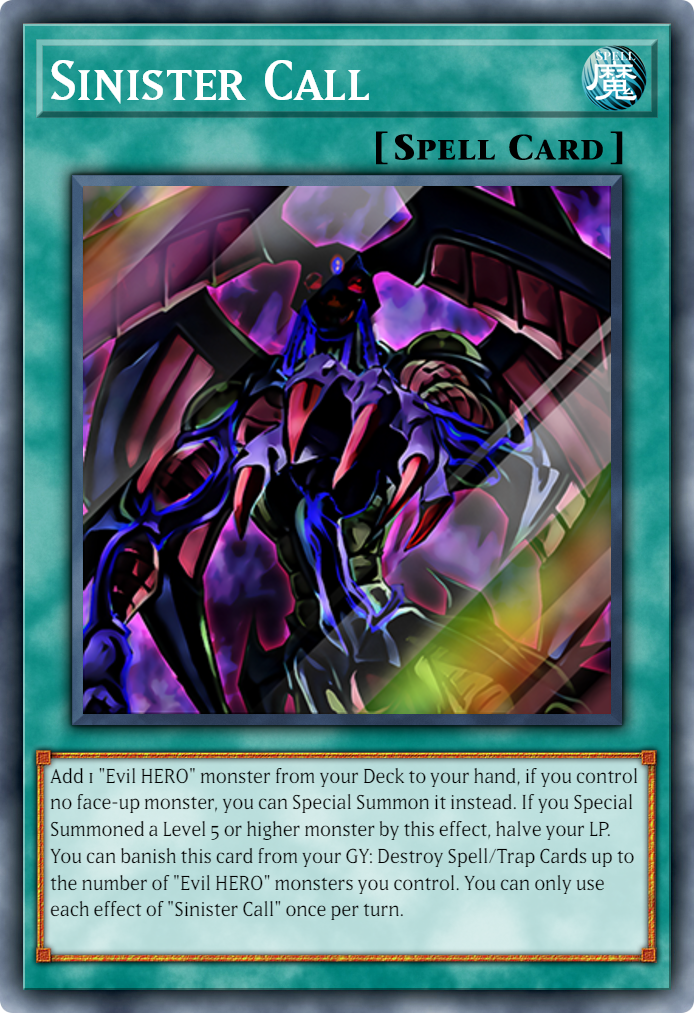 Sinister Call
SPELL
魔
[Spell Card]
Add 1 "Evil HERO" monster from your Deck to your hand, if you control
no face-up monster, you can Special Summon it instead. If you Special
Summoned a Level 5 or higher monster by this effect, halve your LP.
You can banish this card from your GY: Destroy Spell/Trap Cards up to
the number of "Evil HERO" monsters you control. You can only use
each effect of "Sinister Call" once per turn.